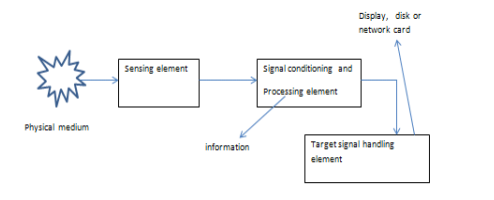 Display, disk or
network card
Sensing element
Signal conditioning and
Processing element
Physical medium
information
Target signal handling
element